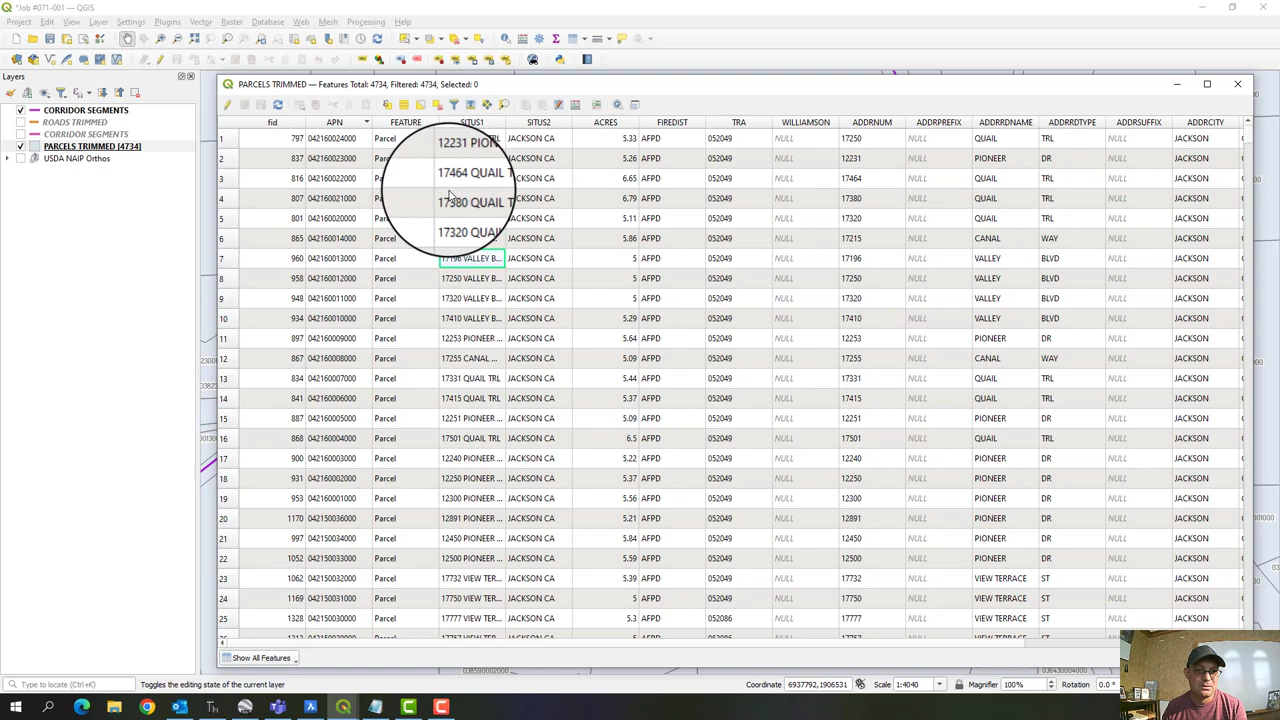 *Job #071-001 — QGIS
Project Edit View Layer Settings Plugins Vector Raster Database Web Mesh Processing Help
Layers
CORRIDOR SEGMENTS
ROADS TRIMMED
CORRIDOR SEGMENTS
PARCELS TRIMMED [4734]
USDA NAIP Orthos
PARCELS TRIMMED — Features Total: 4734, Filtered: 4734, Selected: 0
fid APN FEATURE SITUS1 SITUS2 ACRES FIREDIST TRA WILLIAMSON ADDRNUM ADDRPREFIX ADDRRDNAME ADDRRDTYPE ADDRSUFFIX ADDRCITY
1 797 042160024000 Parcel JACKSON CA 5.33 AFPD 052049 NULL 17250 NULL QUAIL TRL NULL JACKSON
2 837 042160023000 12231 PION JACKSON CA 5.26 AFPD 052049 NULL 12231 NULL PIONEER DR NULL JACKSON
3 816 042160022000 17464 QUAIL T JACKSON CA 6.65 AFPD 052049 NULL 17464 NULL QUAIL TRL NULL JACKSON
4 807 042160021000 17380 QUAIL T JACKSON CA 6.79 AFPD 052049 NULL 17380 NULL QUAIL TRL NULL JACKSON
5 801 042160020000 17320 QUAI JACKSON CA 5.11 AFPD 052049 NULL 17320 NULL QUAIL TRL NULL JACKSON
6 865 042160014000 Parcel JACKSON CA 5.86 AFPD 052049 NULL 17215 NULL CANAL WAY NULL JACKSON
7 960 042160013000 Parcel 17196 VALLEY B... JACKSON CA 5 AFPD 052049 NULL 17196 NULL VALLEY BLVD NULL JACKSON
8 958 042160012000 Parcel 17250 VALLEY B... JACKSON CA 5 AFPD 052049 NULL 17250 NULL VALLEY BLVD NULL JACKSON
9 948 042160011000 Parcel 17320 VALLEY B... JACKSON CA 5 AFPD 052049 NULL 17320 NULL VALLEY BLVD NULL JACKSON
10 934 042160010000 Parcel 17410 VALLEY B... JACKSON CA 5.29 AFPD 052049 NULL 17410 NULL VALLEY BLVD NULL JACKSON
11 897 042160009000 Parcel 12253 PIONEER ... JACKSON CA 5.64 AFPD 052049 NULL 12253 NULL PIONEER DR NULL JACKSON
12 867 042160008000 Parcel 17255 CANAL ... JACKSON CA 5.09 AFPD 052049 NULL 17255 NULL CANAL WAY NULL JACKSON
13 834 042160007000 Parcel 17331 QUAIL TRL JACKSON CA 5.44 AFPD 052049 NULL 17331 NULL QUAIL TRL NULL JACKSON
14 841 042160006000 Parcel 17415 QUAIL TRL JACKSON CA 5.37 AFPD 052049 NULL 17415 NULL QUAIL TRL NULL JACKSON
15 887 042160005000 Parcel 12251 PIONEER ... JACKSON CA 5.09 AFPD 052049 NULL 12251 NULL PIONEER DR NULL JACKSON
16 868 042160004000 Parcel 17501 QUAIL TRL JACKSON CA 6.5 AFPD 052049 NULL 17501 NULL QUAIL TRL NULL JACKSON
17 900 042160003000 Parcel 12240 PIONEER ... JACKSON CA 5.22 AFPD 052049 NULL 12240 NULL PIONEER DR NULL JACKSON
18 931 042160002000 Parcel 12250 PIONEER ... JACKSON CA 5.37 AFPD 052049 NULL 12250 NULL PIONEER DR NULL JACKSON
19 953 042160001000 Parcel 12300 PIONEER ... JACKSON CA 5.56 AFPD 052049 NULL 12300 NULL PIONEER DR NULL JACKSON
20 1170 042150036000 Parcel 12891 PIONEER ... JACKSON CA 5.21 AFPD 052049 NULL 12891 NULL PIONEER DR NULL JACKSON
21 997 042150034000 Parcel 12450 PIONEER ... JACKSON CA 5.84 AFPD 052049 NULL 12450 NULL PIONEER DR NULL JACKSON
22 1052 042150033000 Parcel 12500 PIONEER ... JACKSON CA 5.59 AFPD 052049 NULL 12500 NULL PIONEER DR NULL JACKSON
23 1062 042150032000 Parcel 17732 VIEW TER... JACKSON CA 5.39 AFPD 052049 NULL 17732 NULL VIEW TERRACE ST NULL JACKSON
24 1169 042150031000 Parcel 17750 VIEW TER... JACKSON CA 5 AFPD 052049 NULL 17750 NULL VIEW TERRACE ST NULL JACKSON
25 1328 042150030000 Parcel 17777 VIEW TER... JACKSON CA 5.3 AFPD 052086 NULL 17777 NULL VIEW TERRACE ST NULL JACKSON
Show All Features
Type to locate (Ctrl+K) Toggles the editing state of the current layer Coordinate 6937792,1906531 Scale 1:4040 Magnifier 100% Rotation 0.0 °